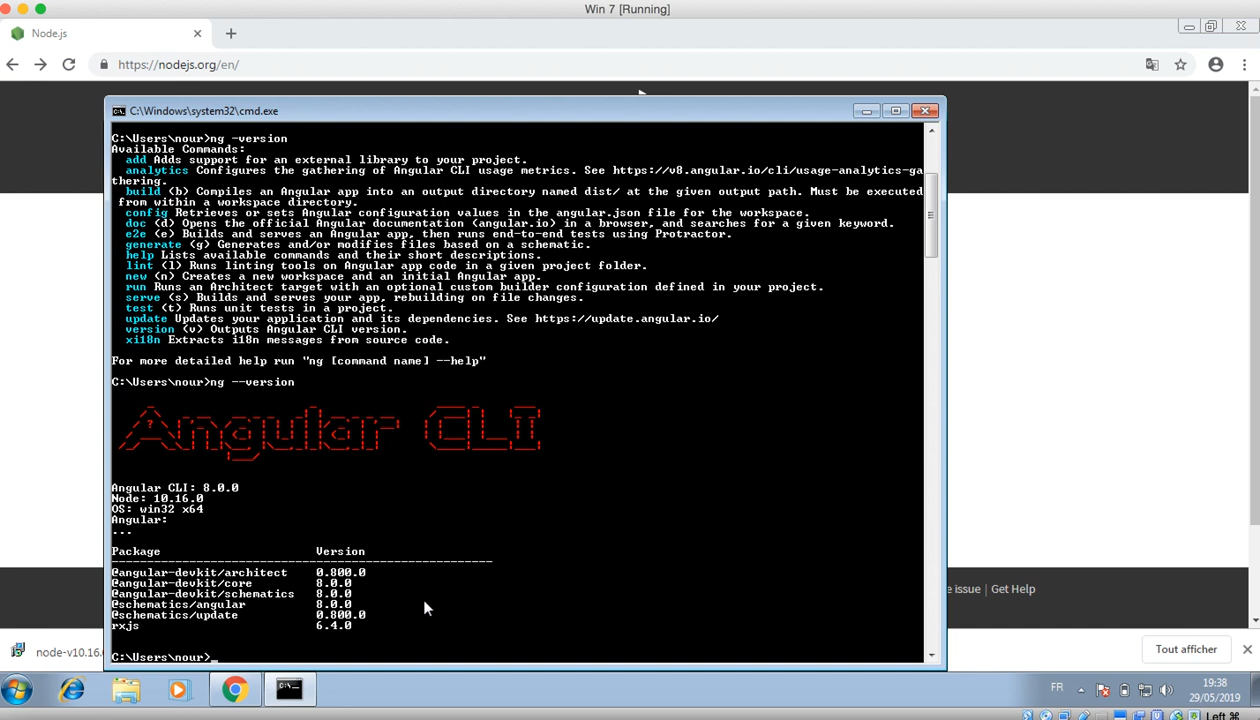 Win 7 [Running]
Node.js
https://nodejs.org/en/
C:\Windows\system32\cmd.exe
C:\Users\nour>ng -version
Available Commands:
add Adds support for an external library to your project.
analytics Configures the gathering of Angular CLI usage metrics. See https://v8.angular.io/cli/usage-analytics-ga
thering.
build (b) Compiles an Angular app into an output directory named dist/ at the given output path. Must be executed
from within a workspace directory.
config Retrieves or sets Angular configuration values in the angular.json file for the workspace.
doc (d) Opens the official Angular documentation (angular.io) in a browser, and searches for a given keyword.
e2e (e) Builds and serves an Angular app, then runs end-to-end tests using Protractor.
generate (g) Generates and/or modifies files based on a schematic.
help Lists available commands and their short descriptions.
lint (l) Runs linting tools on Angular app code in a given project folder.
new (n) Creates a new workspace and an initial Angular app.
run Runs an Architect target with an optional custom builder configuration defined in your project.
serve (s) Builds and serves your app, rebuilding on file changes.
test (t) Runs unit tests in a project.
update Updates your application and its dependencies. See https://update.angular.io/
version (v) Outputs Angular CLI version.
xi18n Extracts i18n messages from source code.
For more detailed help run "ng [command name] --help"
C:\Users\nour>ng --version
Angular CLI
Angular CLI: 8.0.0
Node: 10.16.0
OS: win32 x64
Angular:
...
Package Version
------------------------------------------------------
@angular-devkit/architect 0.800.0
@angular-devkit/core 8.0.0
@angular-devkit/schematics 8.0.0
@schematics/angular 8.0.0
@schematics/update 0.800.0
rxjs 6.4.0
C:\Users\nour>_
e issue | Get Help
node-v10.16.
Tout afficher
FR
19:38
29/05/2019
Left ⌘